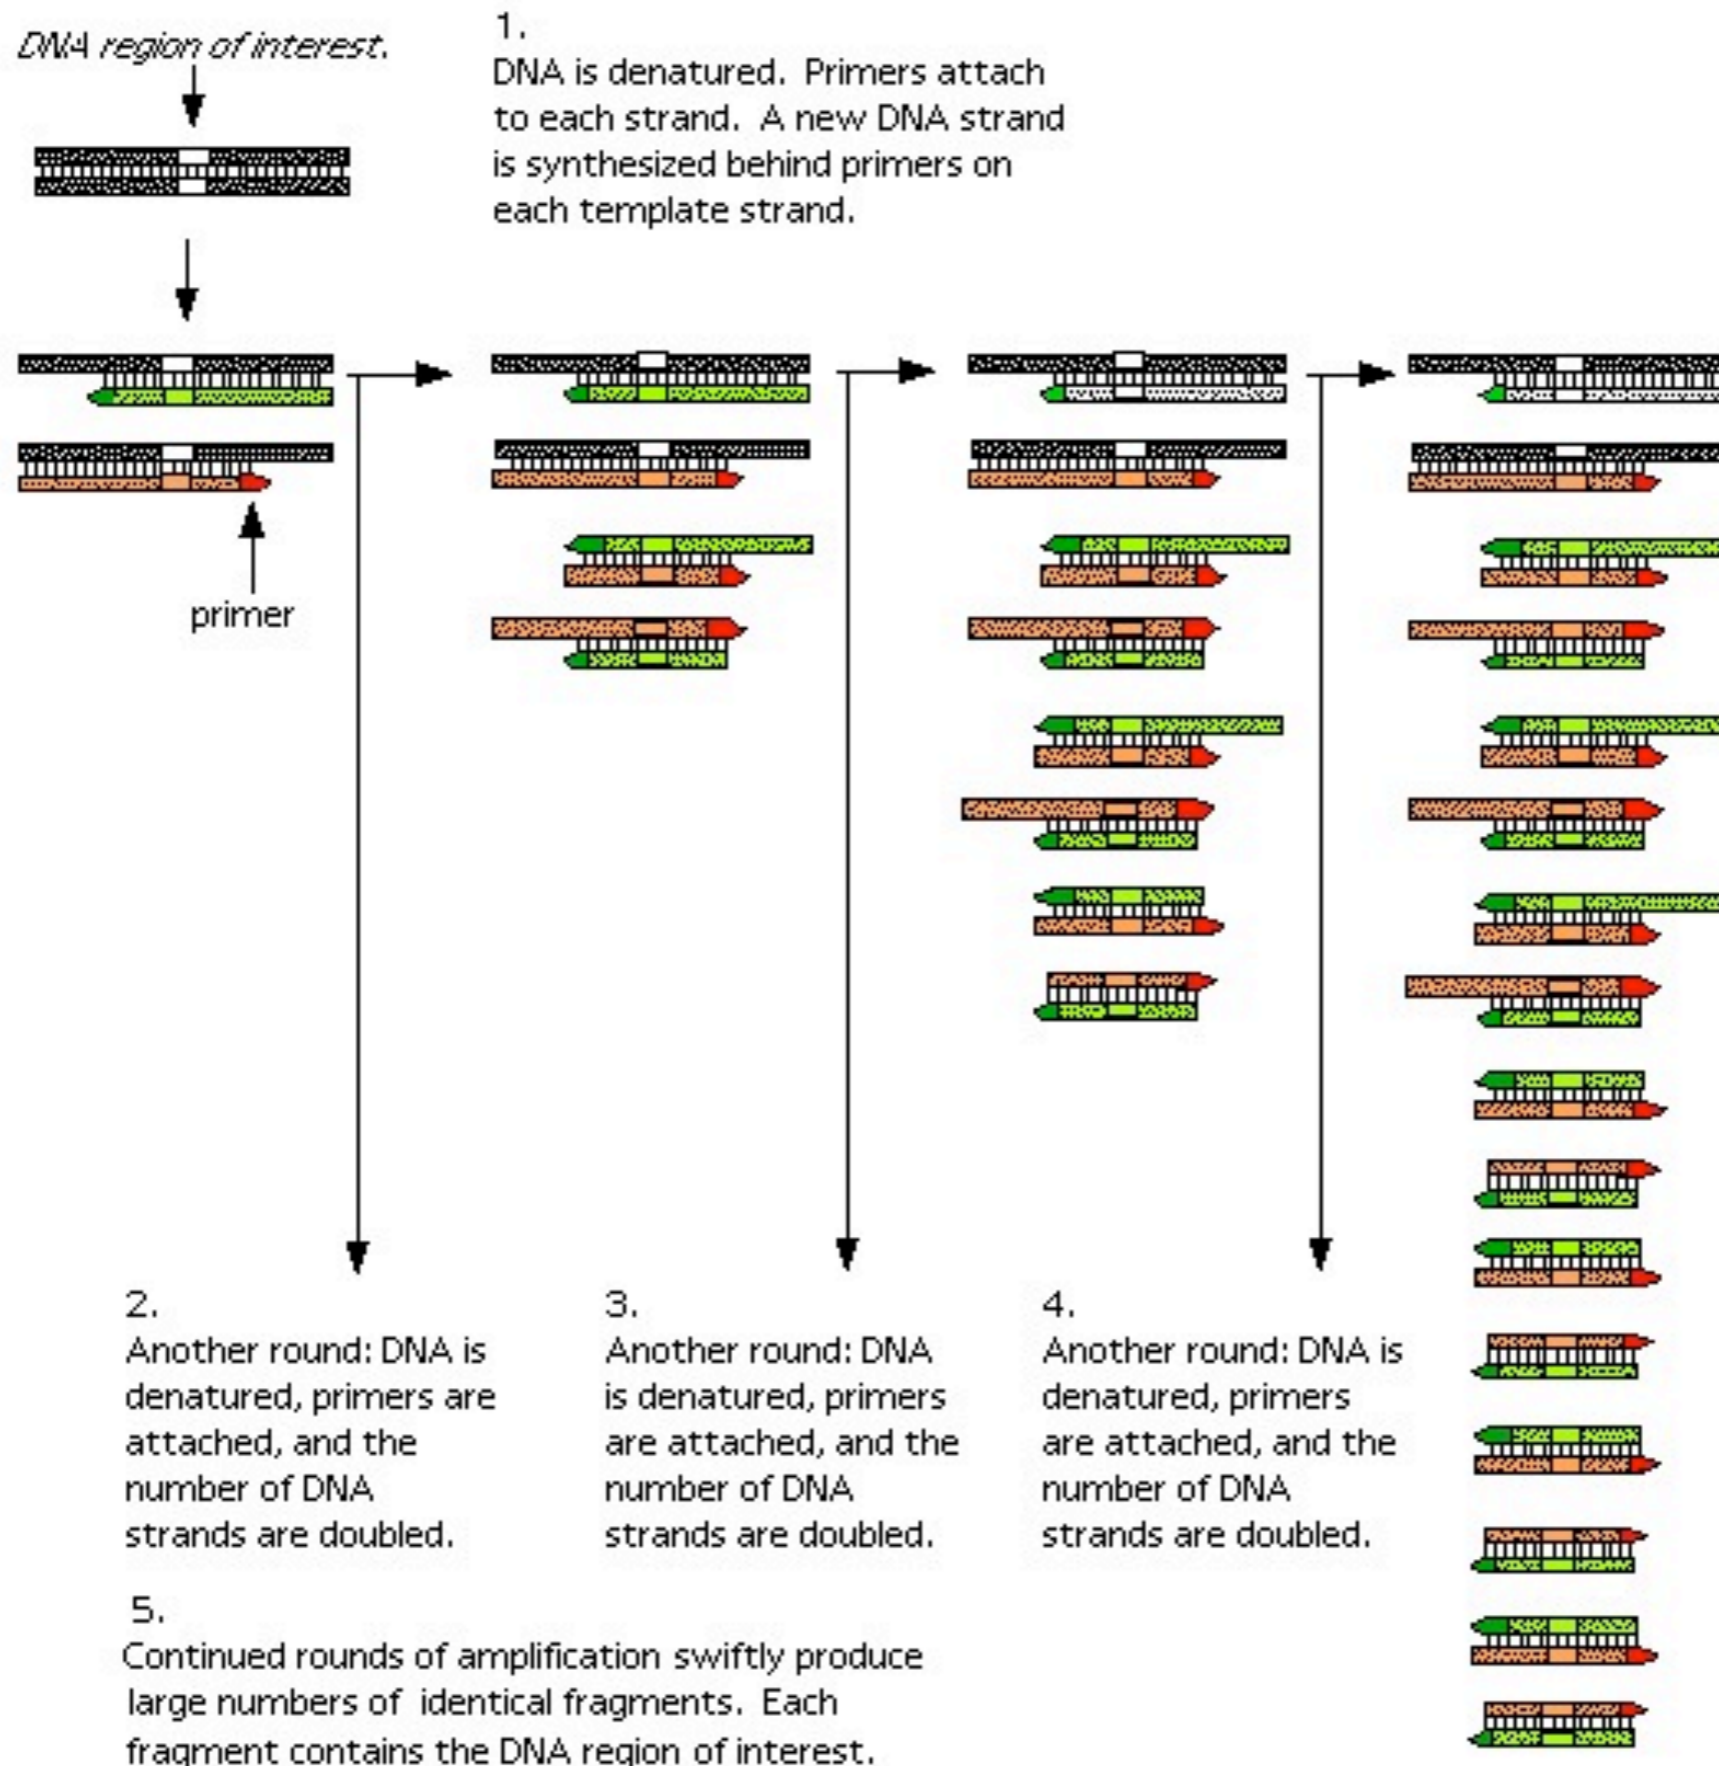 DNA region of interest.
1.
DNA is denatured. Primers attach
to each strand. A new DNA strand
is synthesized behind primers on
each template strand.
primer
2.
Another round: DNA is
denatured, primers are
attached, and the
number of DNA
strands are doubled.
3.
Another round: DNA
is denatured, primers
are attached, and the
number of DNA
strands are doubled.
4.
Another round: DNA is
denatured, primers
are attached, and the
number of DNA
strands are doubled.
5.
Continued rounds of amplification swiftly produce
large numbers of identical fragments. Each
fragment contains the DNA region of interest.